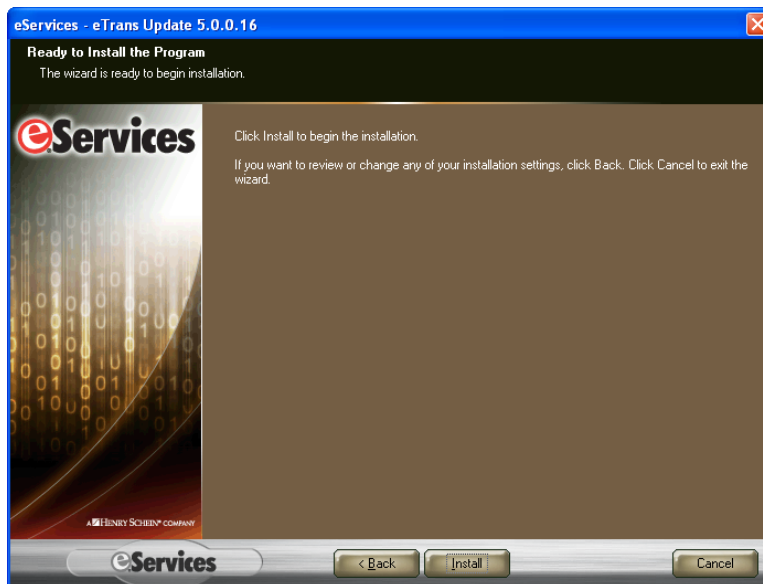 eServices - eTrans Update 5.0.0.16
Ready to Install the Program
The wizard is ready to begin installation.
eServices
Click Install to begin the installation.
If you want to review or change any of your installation settings, click Back. Click Cancel to exit the
wizard.
A HENRY SCHEIN® COMPANY
eServices
< Back
Install
Cancel